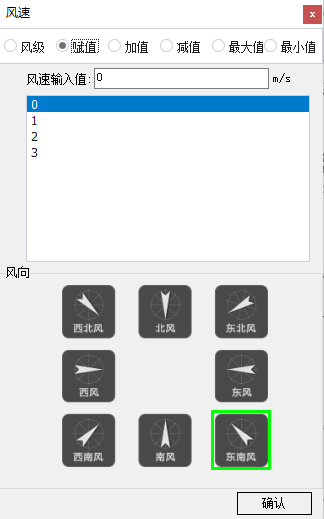 风速 x
风级 赋值 加值 减值 最大值 最小值
风速输入值: 0 m/s
0
1
2
3
风向
西北风 北风 东北风
西风 东风
西南风 南风 东南风
确认